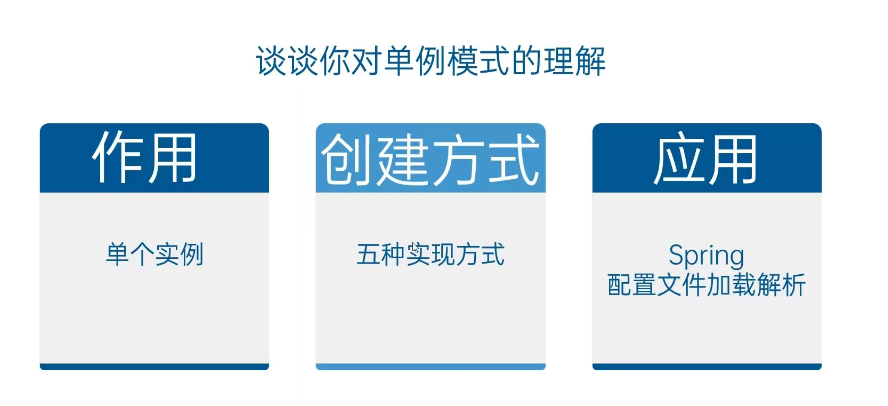 谈谈你对单例模式的理解
作用
单个实例
创建方式
五种实现方式
应用
Spring
配置文件加载解析